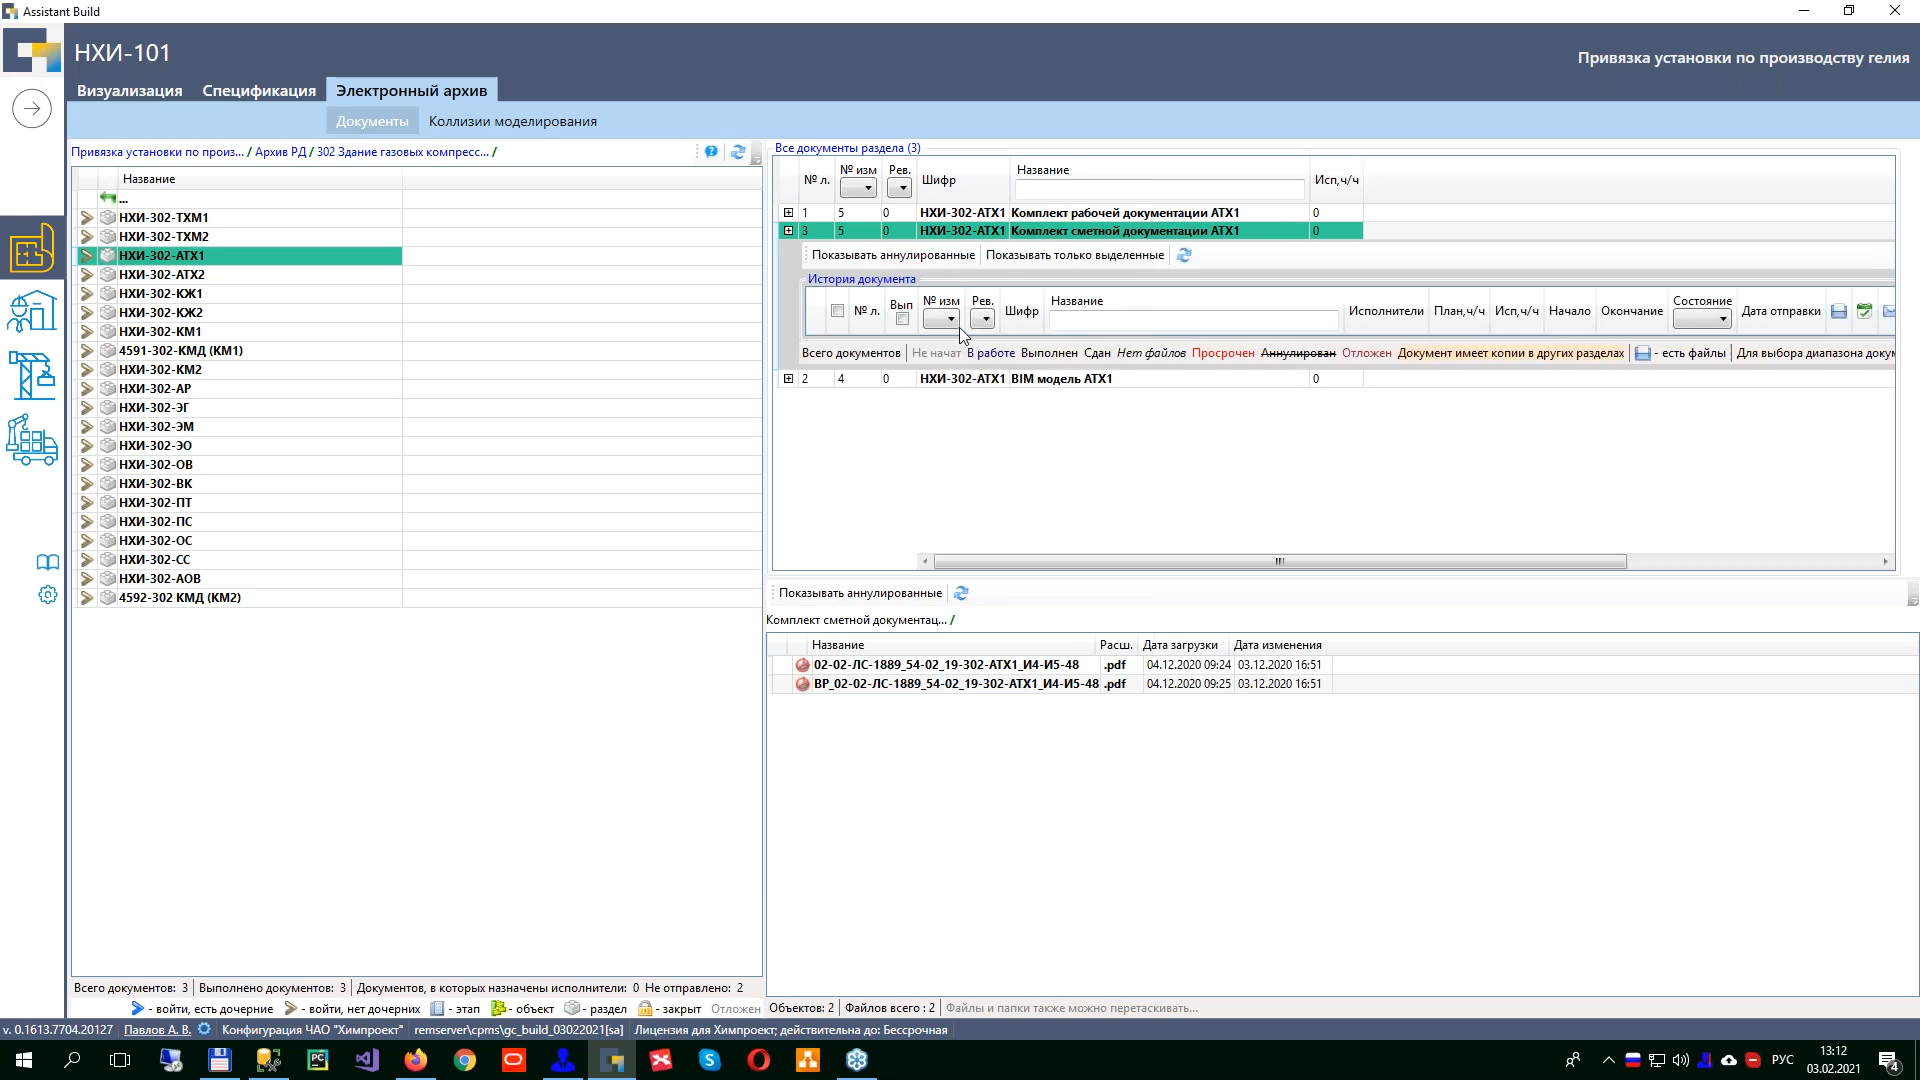 Assistant Build
НХИ-101
Привязка установки по производству гелия
Визуализация Спецификация Электронный архив
Документы Коллизии моделирования
Привязка установки по произ... / Архив РД / 302 Здание газовых компресс... /
Название
...
НХИ-302-ТХМ1
НХИ-302-ТХМ2
НХИ-302-АТХ1
НХИ-302-АТХ2
НХИ-302-КЖ1
НХИ-302-КЖ2
НХИ-302-КМ1
4591-302-КМД (КМ1)
НХИ-302-КМ2
НХИ-302-АР
НХИ-302-ЭГ
НХИ-302-ЭМ
НХИ-302-ЭО
НХИ-302-ОВ
НХИ-302-ВК
НХИ-302-ПТ
НХИ-302-ПС
НХИ-302-ОС
НХИ-302-СС
НХИ-302-АОВ
4592-302 КМД (КМ2)
Всего документов: 3 Выполнено документов: 3 Документов, в которых назначены исполнители: 0 Не отправлено: 2
- войти, есть дочерние - войти, нет дочерних - этап - объект - раздел - закрыт Отложен
Все документы раздела (3)
№ л. № изм Рев. Шифр Название Исп,ч/ч
1 5 0 НХИ-302-АТХ1 Комплект рабочей документации АТХ1 0
3 5 0 НХИ-302-АТХ1 Комплект сметной документации АТХ1 0
Показывать аннулированные Показывать только выделенные
История документа
№ л. Вып № изм Рев. Шифр Название Исполнители План,ч/ч Исп,ч/ч Начало Окончание Состояние Дата отправки
Всего документов Не начат В работе Выполнен Сдан Нет файлов Просрочен Аннулирован Отложен Документ имеет копии в других разделах - есть файлы Для выбора диапазона докум
2 4 0 НХИ-302-АТХ1 BIM модель АТХ1 0
Показывать аннулированные
Комплект сметной документац... /
Название Расш. Дата загрузки Дата изменения
02-02-ЛС-1889_54-02_19-302-АТХ1_И4-И5-48 .pdf 04.12.2020 09:24 03.12.2020 16:51
ВР_02-02-ЛС-1889_54-02_19-302-АТХ1_И4-И5-48 .pdf 04.12.2020 09:25 03.12.2020 16:51
Объектов: 2 Файлов всего : 2 Файлы и папки также можно перетаскивать...
v. 0.1613.7704.20127 Павлов А. В. Конфигурация ЧАО "Химпроект" remserver\cpms\gc_build_03022021[sa] Лицензия для Химпроект; действительна до: Бессрочная
PC
РУС
13:12
03.02.2021
4